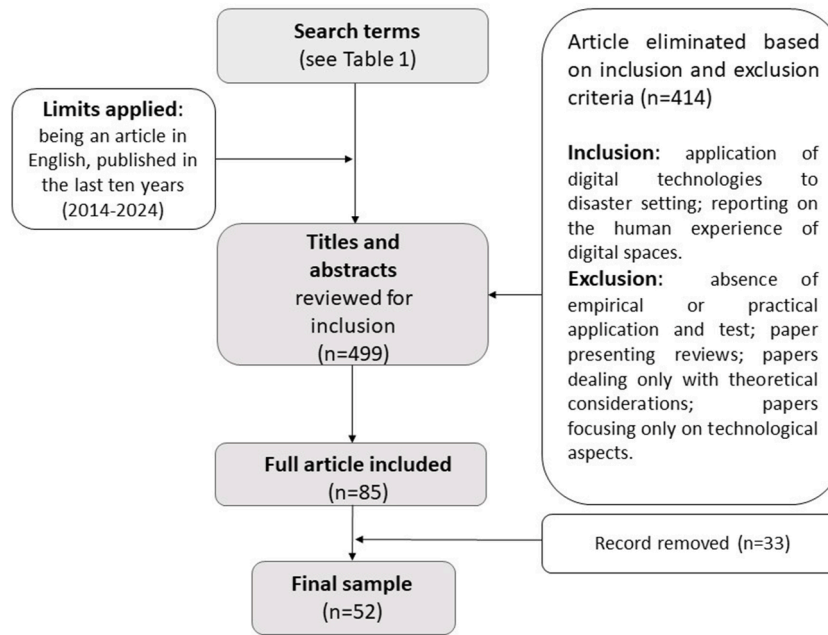 Search terms
(see Table 1)
Limits applied:
being an article in
English, published in
the last ten years
(2014-2024)
Article eliminated based
on inclusion and exclusion
criteria (n=414)
Inclusion: application of
digital technologies to
disaster setting; reporting on
the human experience of
digital spaces.
Exclusion: absence of
empirical or practical
application and test; paper
presenting reviews; papers
dealing only with theoretical
considerations; papers
focusing only on technological
aspects.
Titles and
abstracts
reviewed for
inclusion
(n=499)
Full article included
(n=85)
Record removed (n=33)
Final sample
(n=52)